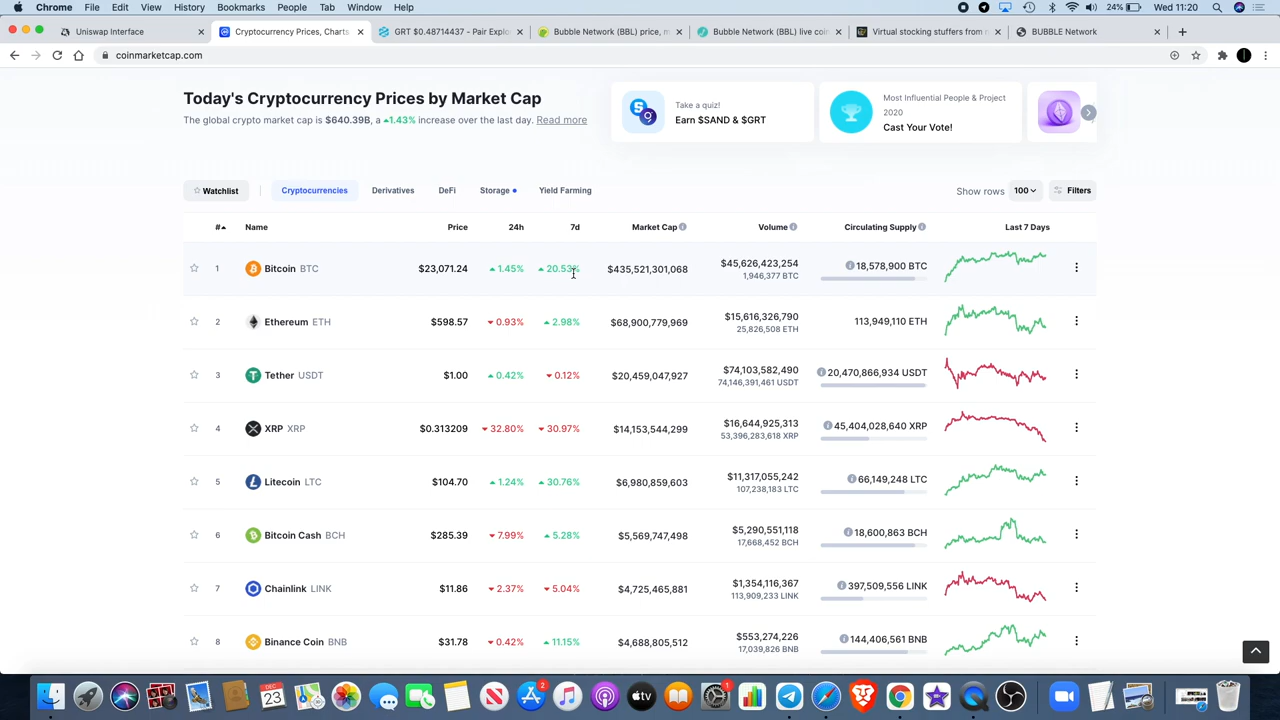 Chrome File Edit View History Bookmarks People Tab Window Help 24% Wed 11:20
Uniswap Interface
Cryptocurrency Prices, Charts
GRT $0.48714437 - Pair Explo
Bubble Network (BBL) price, m
Bubble Network (BBL) live coin
Virtual stocking stuffers from n
BUBBLE Network
coinmarketcap.com
Today's Cryptocurrency Prices by Market Cap
The global crypto market cap is $640.39B, a 1.43% increase over the last day. Read more
Take a quiz!
Earn $SAND & $GRT
Most Influential People & Project
2020
Cast Your Vote!
Watchlist Cryptocurrencies Derivatives DeFi Storage Yield Farming Show rows 100 Filters
# Name Price 24h 7d Market Cap Volume Circulating Supply Last 7 Days
1 Bitcoin BTC $23,071.24 1.45% 20.53% $435,521,301,068 $45,626,423,254 18,578,900 BTC
1,946,377 BTC
2 Ethereum ETH $598.57 0.93% 2.98% $68,900,779,969 $15,616,326,790 113,949,110 ETH
25,826,508 ETH
3 Tether USDT $1.00 0.42% 0.12% $20,459,047,927 $74,103,582,490 20,470,866,934 USDT
74,146,391,461 USDT
4 XRP XRP $0.313209 32.80% 30.97% $14,153,544,299 $16,644,925,313 45,404,028,640 XRP
53,396,283,618 XRP
5 Litecoin LTC $104.70 1.24% 30.76% $6,980,859,603 $11,317,055,242 66,149,248 LTC
107,238,183 LTC
6 Bitcoin Cash BCH $285.39 7.99% 5.28% $5,569,747,498 $5,290,551,118 18,600,863 BCH
17,668,452 BCH
7 Chainlink LINK $11.86 2.37% 5.04% $4,725,465,881 $1,354,116,367 397,509,556 LINK
113,909,233 LINK
8 Binance Coin BNB $31.78 0.42% 11.15% $4,688,805,512 $553,274,226 144,406,561 BNB
17,039,826 BNB
DEC
23
2
tv
1